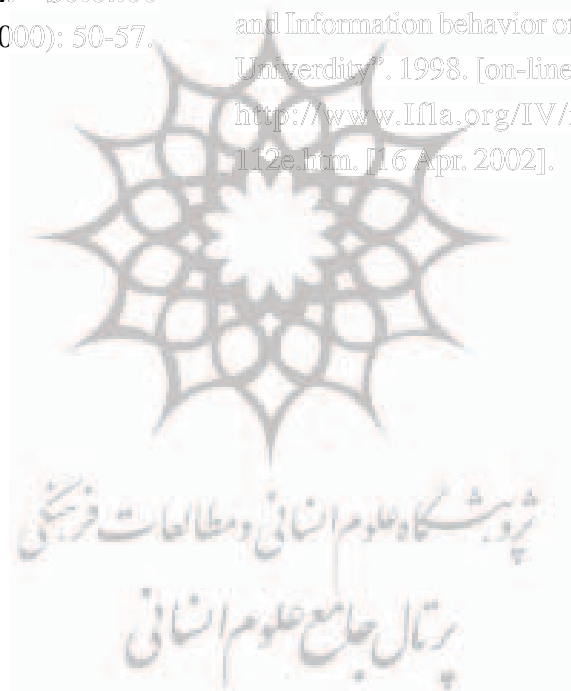 000): 50-57.
and Information behavior or
Univerdity”. 1998. [on-line
http://www.Ifla.org/IV/
112e.htm. [16 Apr. 2002].
پژوهشگاه علوم انسانی و مطالعات فرهنگی
پرتال جامع علوم انسانی